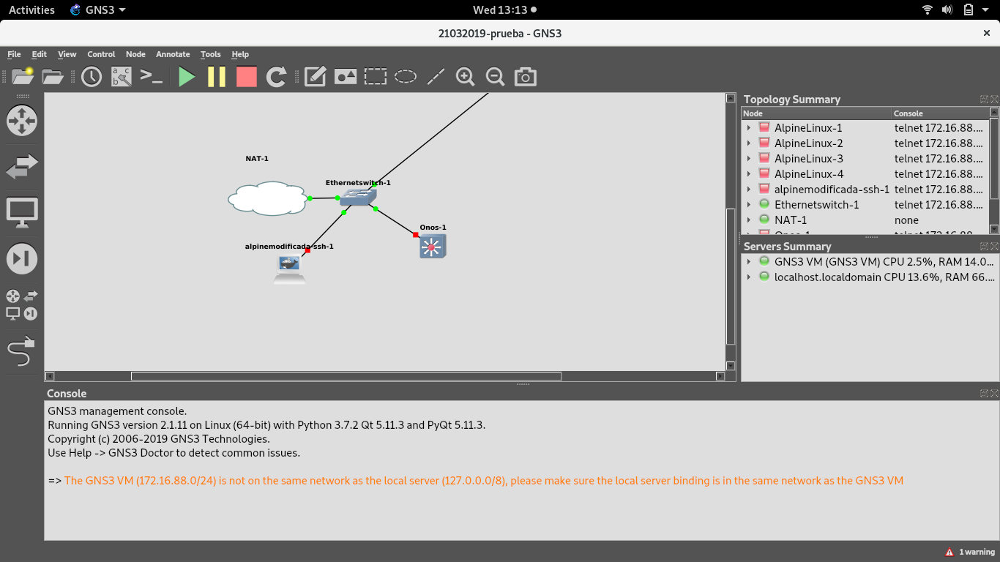 Activities GNS3 Wed 13:13
21032019-prueba - GNS3
File Edit View Control Node Annotate Tools Help
NAT-1
Ethernetswitch-1
Onos-1
alpinemodificada-ssh-1
Topology Summary
Node Console
AlpineLinux-1 telnet 172.16.88....
AlpineLinux-2 telnet 172.16.88....
AlpineLinux-3 telnet 172.16.88....
AlpineLinux-4 telnet 172.16.88....
alpinemodificada-ssh-1 telnet 172.16.88....
Ethernetswitch-1 telnet 172.16.88....
NAT-1 none
Onos-1 telnet 172.16.88....
Servers Summary
GNS3 VM (GNS3 VM) CPU 2.5%, RAM 14.0...
localhost.localdomain CPU 13.6%, RAM 66....
Console
GNS3 management console.
Running GNS3 version 2.1.11 on Linux (64-bit) with Python 3.7.2 Qt 5.11.3 and PyQt 5.11.3.
Copyright (c) 2006-2019 GNS3 Technologies.
Use Help -> GNS3 Doctor to detect common issues.
=> The GNS3 VM (172.16.88.0/24) is not on the same network as the local server (127.0.0.0/8), please make sure the local server binding is in the same network as the GNS3 VM
1 warning